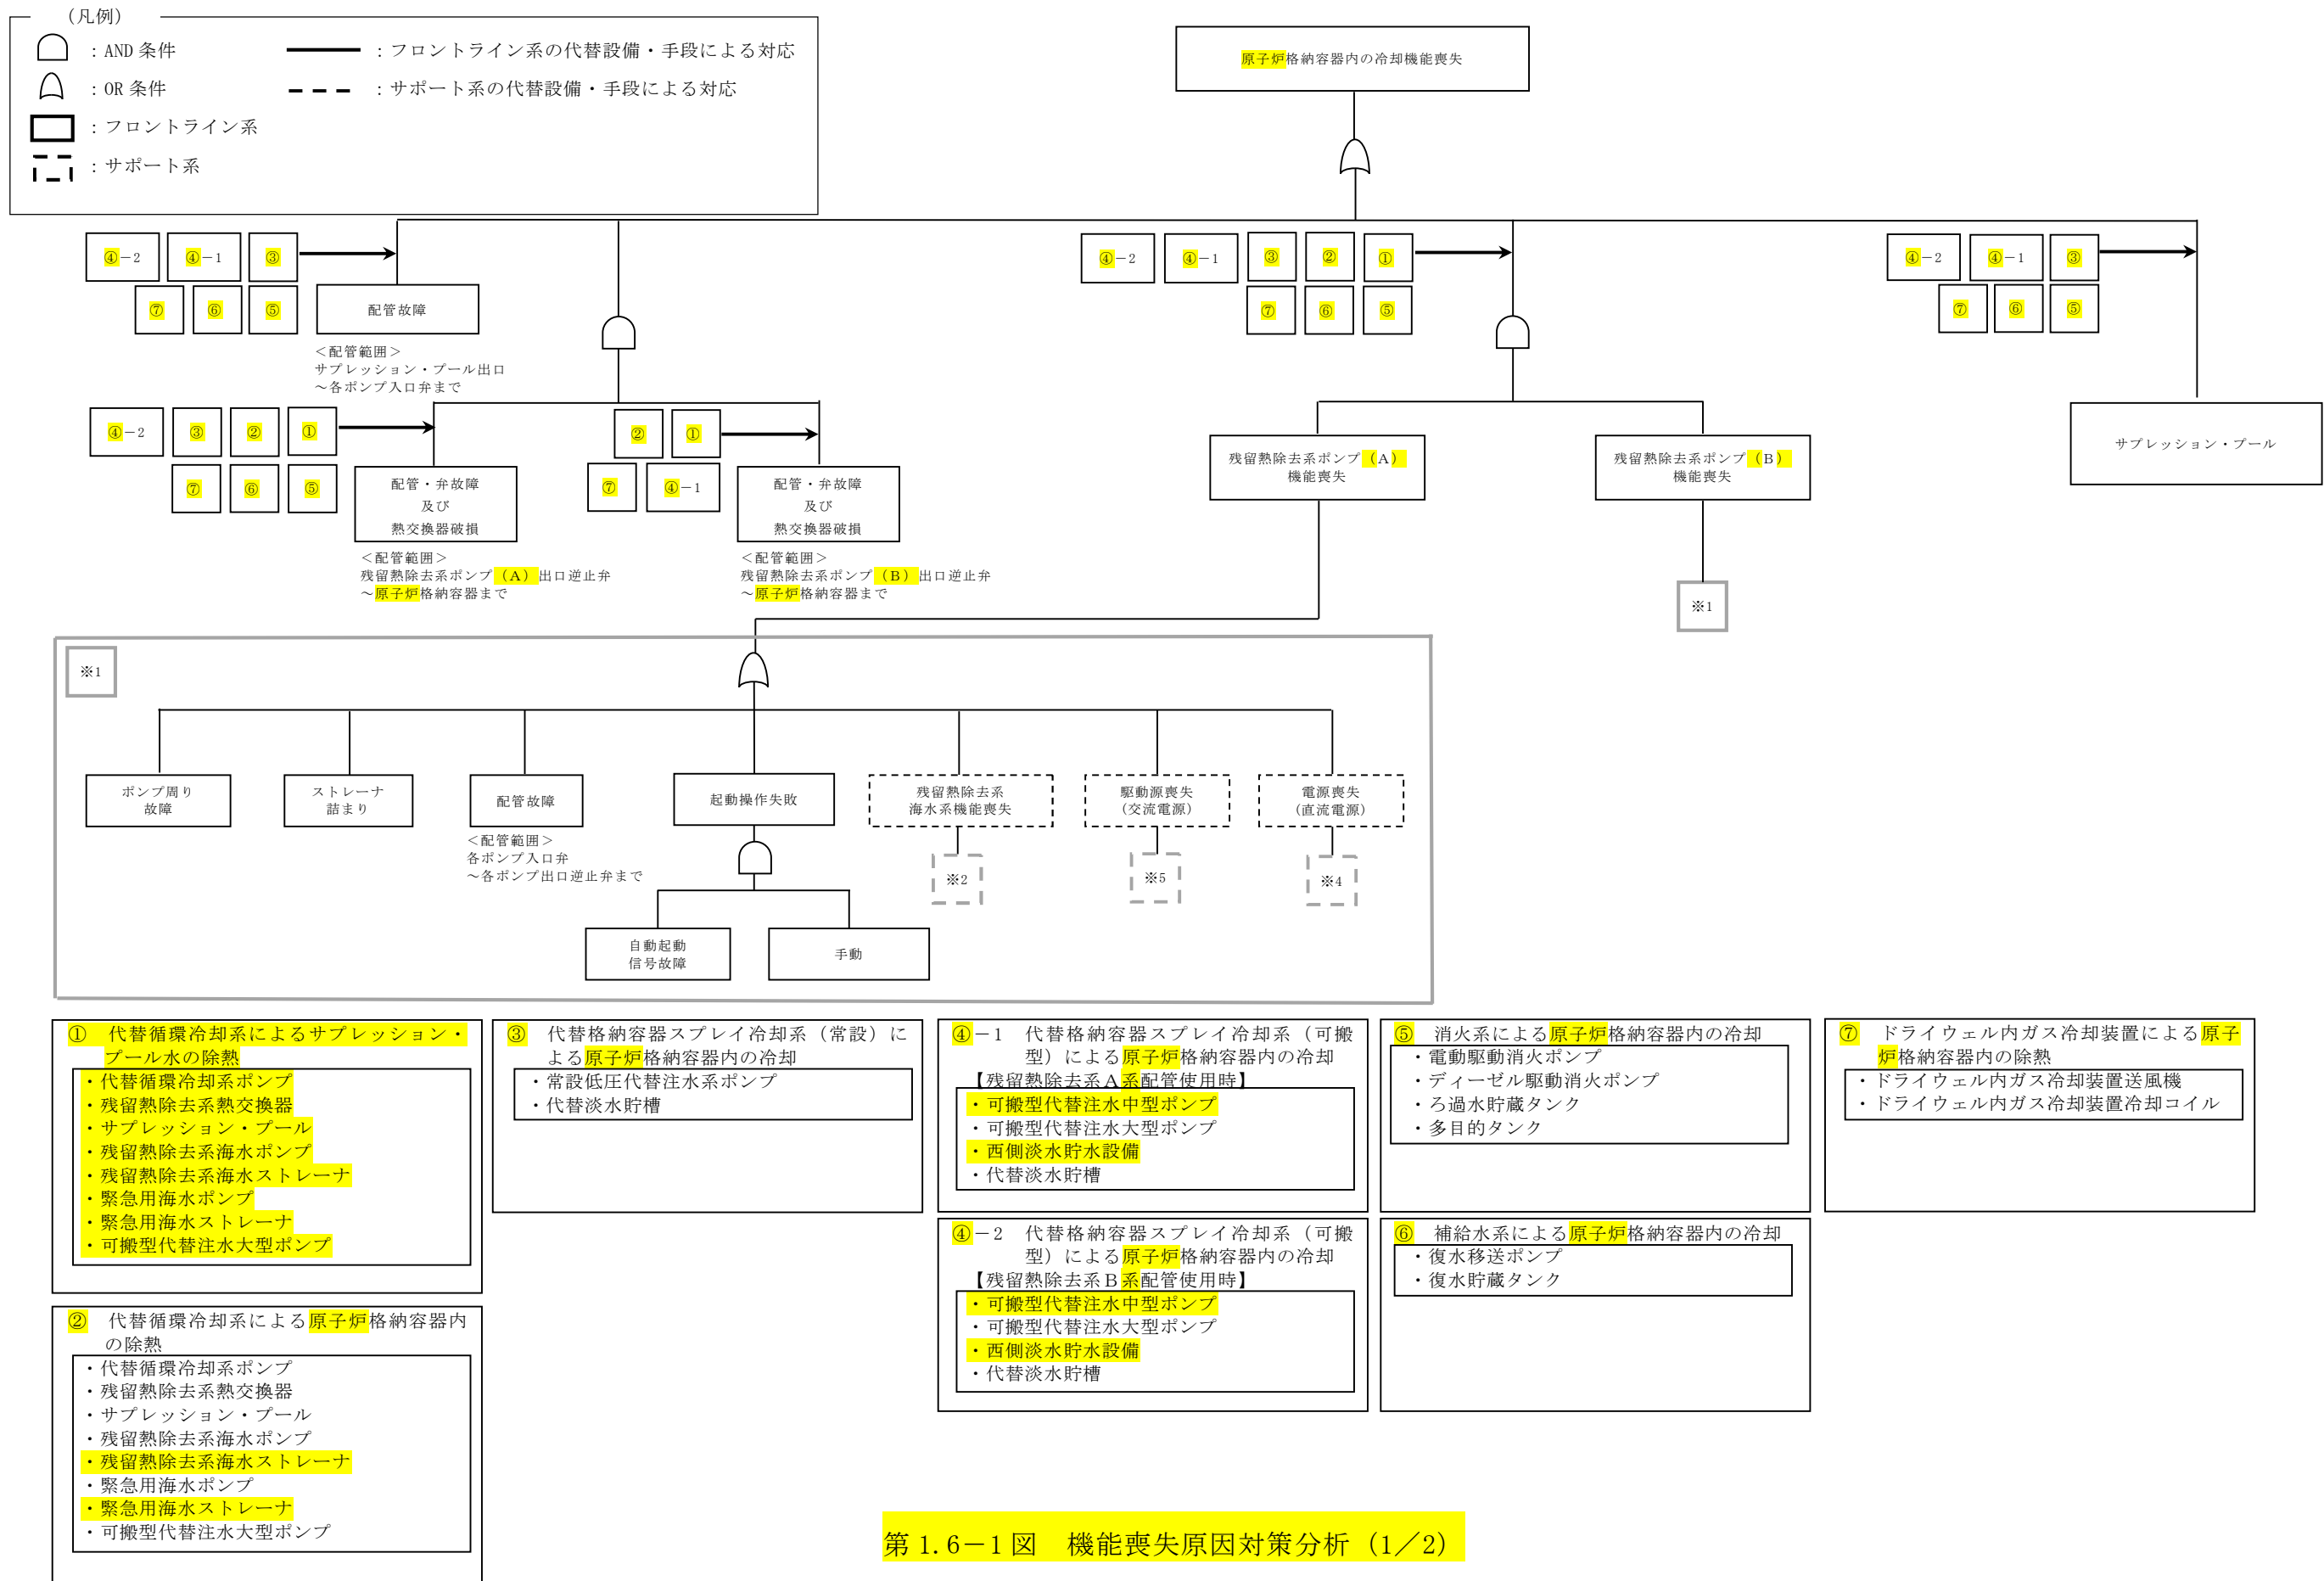 （凡例）
：AND 条件
：フロントライン系の代替設備・手段による対応
：OR 条件
：サポート系の代替設備・手段による対応
：フロントライン系
：サポート系
原子炉格納容器内の冷却機能喪失
④－2
④－1
③
⑦
⑥
⑤
配管故障
＜配管範囲＞
サプレッション・プール出口
～各ポンプ入口弁まで
④－2
④－1
③
②
①
⑦
⑥
⑤
④－2
④－1
③
⑦
⑥
⑤
④－2
③
②
①
⑦
⑥
⑤
配管・弁故障
及び
熱交換器破損
＜配管範囲＞
残留熱除去系ポンプ（A）出口逆止弁
～原子炉格納容器まで
②
①
⑦
④－1
配管・弁故障
及び
熱交換器破損
＜配管範囲＞
残留熱除去系ポンプ（B）出口逆止弁
～原子炉格納容器まで
残留熱除去系ポンプ（A）
機能喪失
残留熱除去系ポンプ（B）
機能喪失
サプレッション・プール
※1
※1
ポンプ周り
故障
ストレーナ
詰まり
配管故障
＜配管範囲＞
各ポンプ入口弁
～各ポンプ出口逆止弁まで
起動操作失敗
残留熱除去系
海水系機能喪失
駆動源喪失
（交流電源）
電源喪失
（直流電源）
※2
※5
※4
自動起動
信号故障
手動
①　代替循環冷却系によるサプレッション・
プール水の除熱
・代替循環冷却系ポンプ
・残留熱除去系熱交換器
・サプレッション・プール
・残留熱除去系海水ポンプ
・残留熱除去系海水ストレーナ
・緊急用海水ポンプ
・緊急用海水ストレーナ
・可搬型代替注水大型ポンプ
②　代替循環冷却系による原子炉格納容器内
の除熱
・代替循環冷却系ポンプ
・残留熱除去系熱交換器
・サプレッション・プール
・残留熱除去系海水ポンプ
・残留熱除去系海水ストレーナ
・緊急用海水ポンプ
・緊急用海水ストレーナ
・可搬型代替注水大型ポンプ
③　代替格納容器スプレイ冷却系（常設）に
よる原子炉格納容器内の冷却
・常設低圧代替注水系ポンプ
・代替淡水貯槽
④－1　代替格納容器スプレイ冷却系（可搬
型）による原子炉格納容器内の冷却
【残留熱除去系Ａ系配管使用時】
・可搬型代替注水中型ポンプ
・可搬型代替注水大型ポンプ
・西側淡水貯水設備
・代替淡水貯槽
④－2　代替格納容器スプレイ冷却系（可搬
型）による原子炉格納容器内の冷却
【残留熱除去系Ｂ系配管使用時】
・可搬型代替注水中型ポンプ
・可搬型代替注水大型ポンプ
・西側淡水貯水設備
・代替淡水貯槽
⑤　消火系による原子炉格納容器内の冷却
・電動駆動消火ポンプ
・ディーゼル駆動消火ポンプ
・ろ過水貯蔵タンク
・多目的タンク
⑥　補給水系による原子炉格納容器内の冷却
・復水移送ポンプ
・復水貯蔵タンク
⑦　ドライウェル内ガス冷却装置による原子
炉格納容器内の除熱
・ドライウェル内ガス冷却装置送風機
・ドライウェル内ガス冷却装置冷却コイル
第 1.6－1 図　機能喪失原因対策分析（1／2）